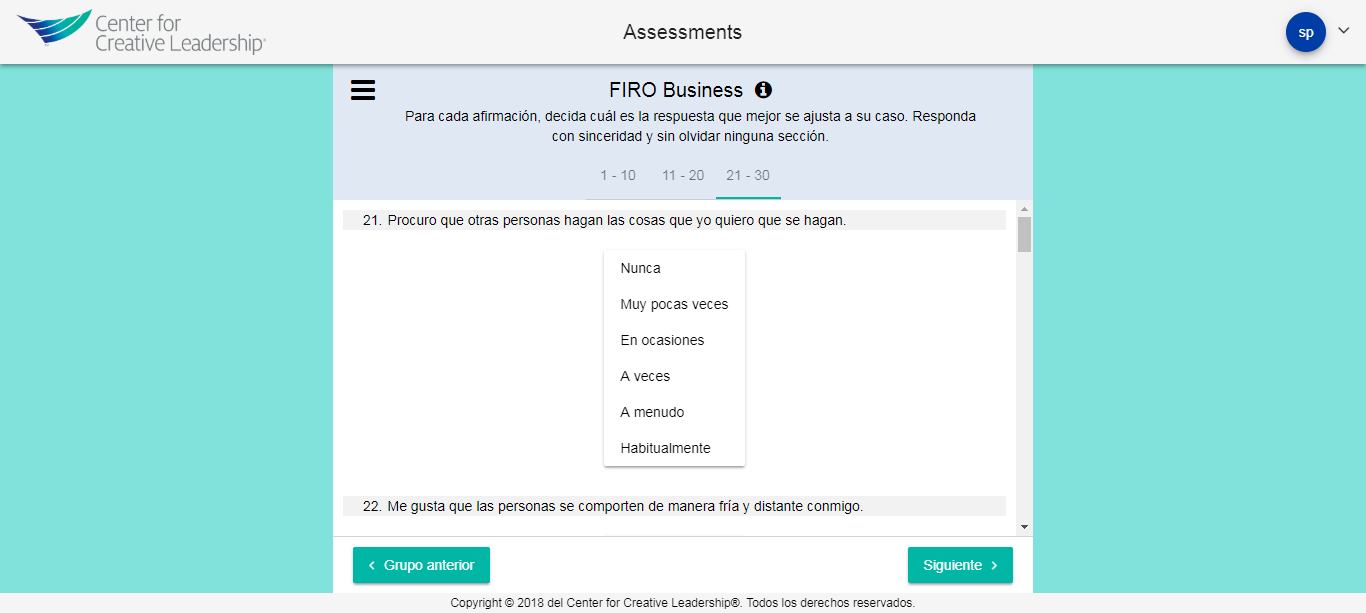 Center for
Creative Leadership®
Assessments
sp
FIRO Business
Para cada afirmación, decida cuál es la respuesta que mejor se ajusta a su caso. Responda
con sinceridad y sin olvidar ninguna sección.
1 - 10 11 - 20 21 - 30
21. Procuro que otras personas hagan las cosas que yo quiero que se hagan.
Nunca
Muy pocas veces
En ocasiones
A veces
A menudo
Habitualmente
22. Me gusta que las personas se comporten de manera fría y distante conmigo.
Grupo anterior
Siguiente
Copyright © 2018 del Center for Creative Leadership®. Todos los derechos reservados.